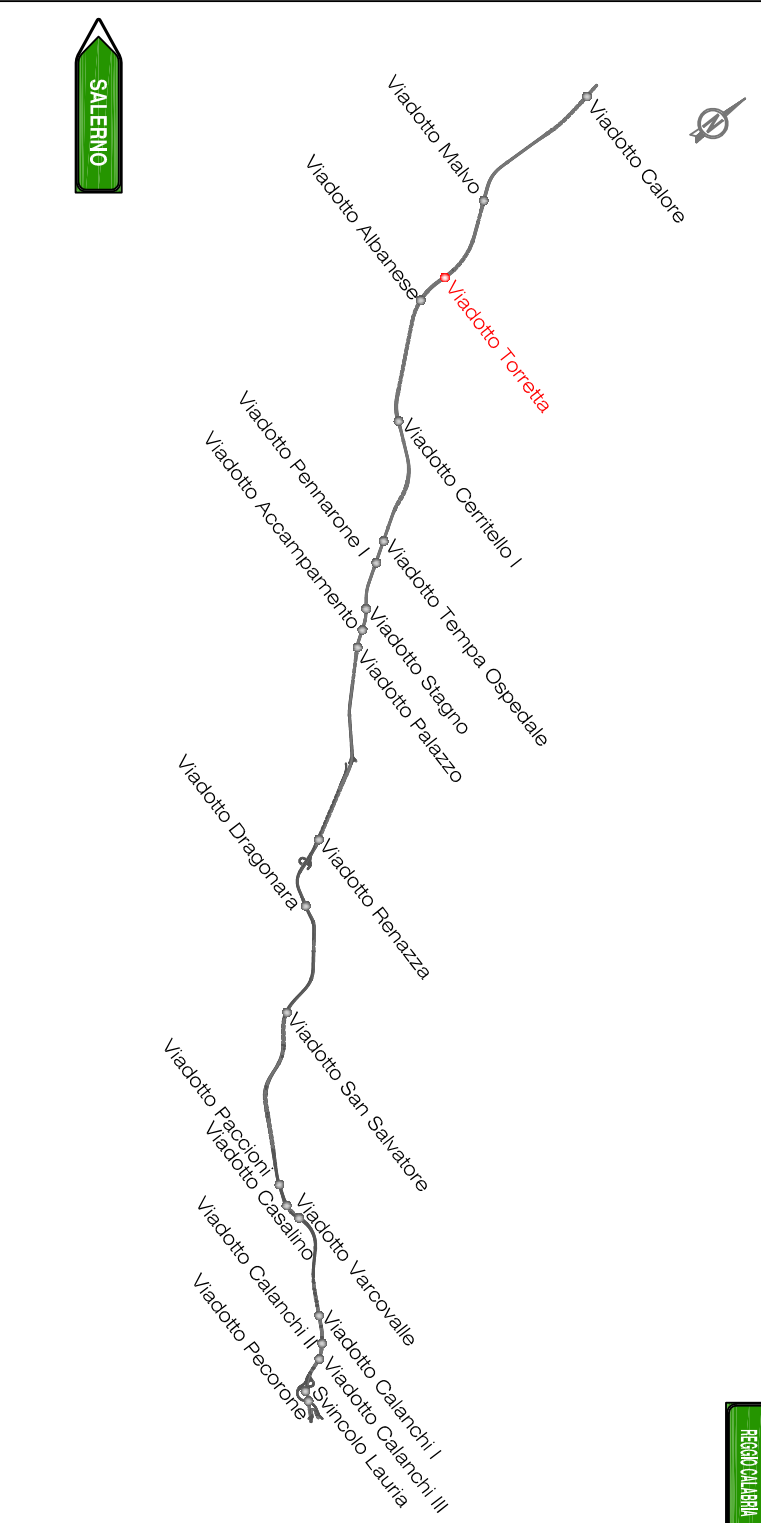 SALERNO
N
Viadotto Calore
Viadotto Malvo
Viadotto Torretta
Viadotto Albanese
Viadotto Cerritello I
Viadotto Tempa Ospedale
Viadotto Pennarone I
Viadotto Stagno
Viadotto Accampamento
Viadotto Palazzo
Viadotto Renazza
Viadotto Dragonara
Viadotto San Salvatore
Viadotto Paccioni
Viadotto Casalino
Viadotto Varcovalle
Viadotto Calanchi I
Viadotto Calanchi II
Viadotto Calanchi III
Viadotto Pecorone
Svincolo Lauria
REGGIO CALABRIA